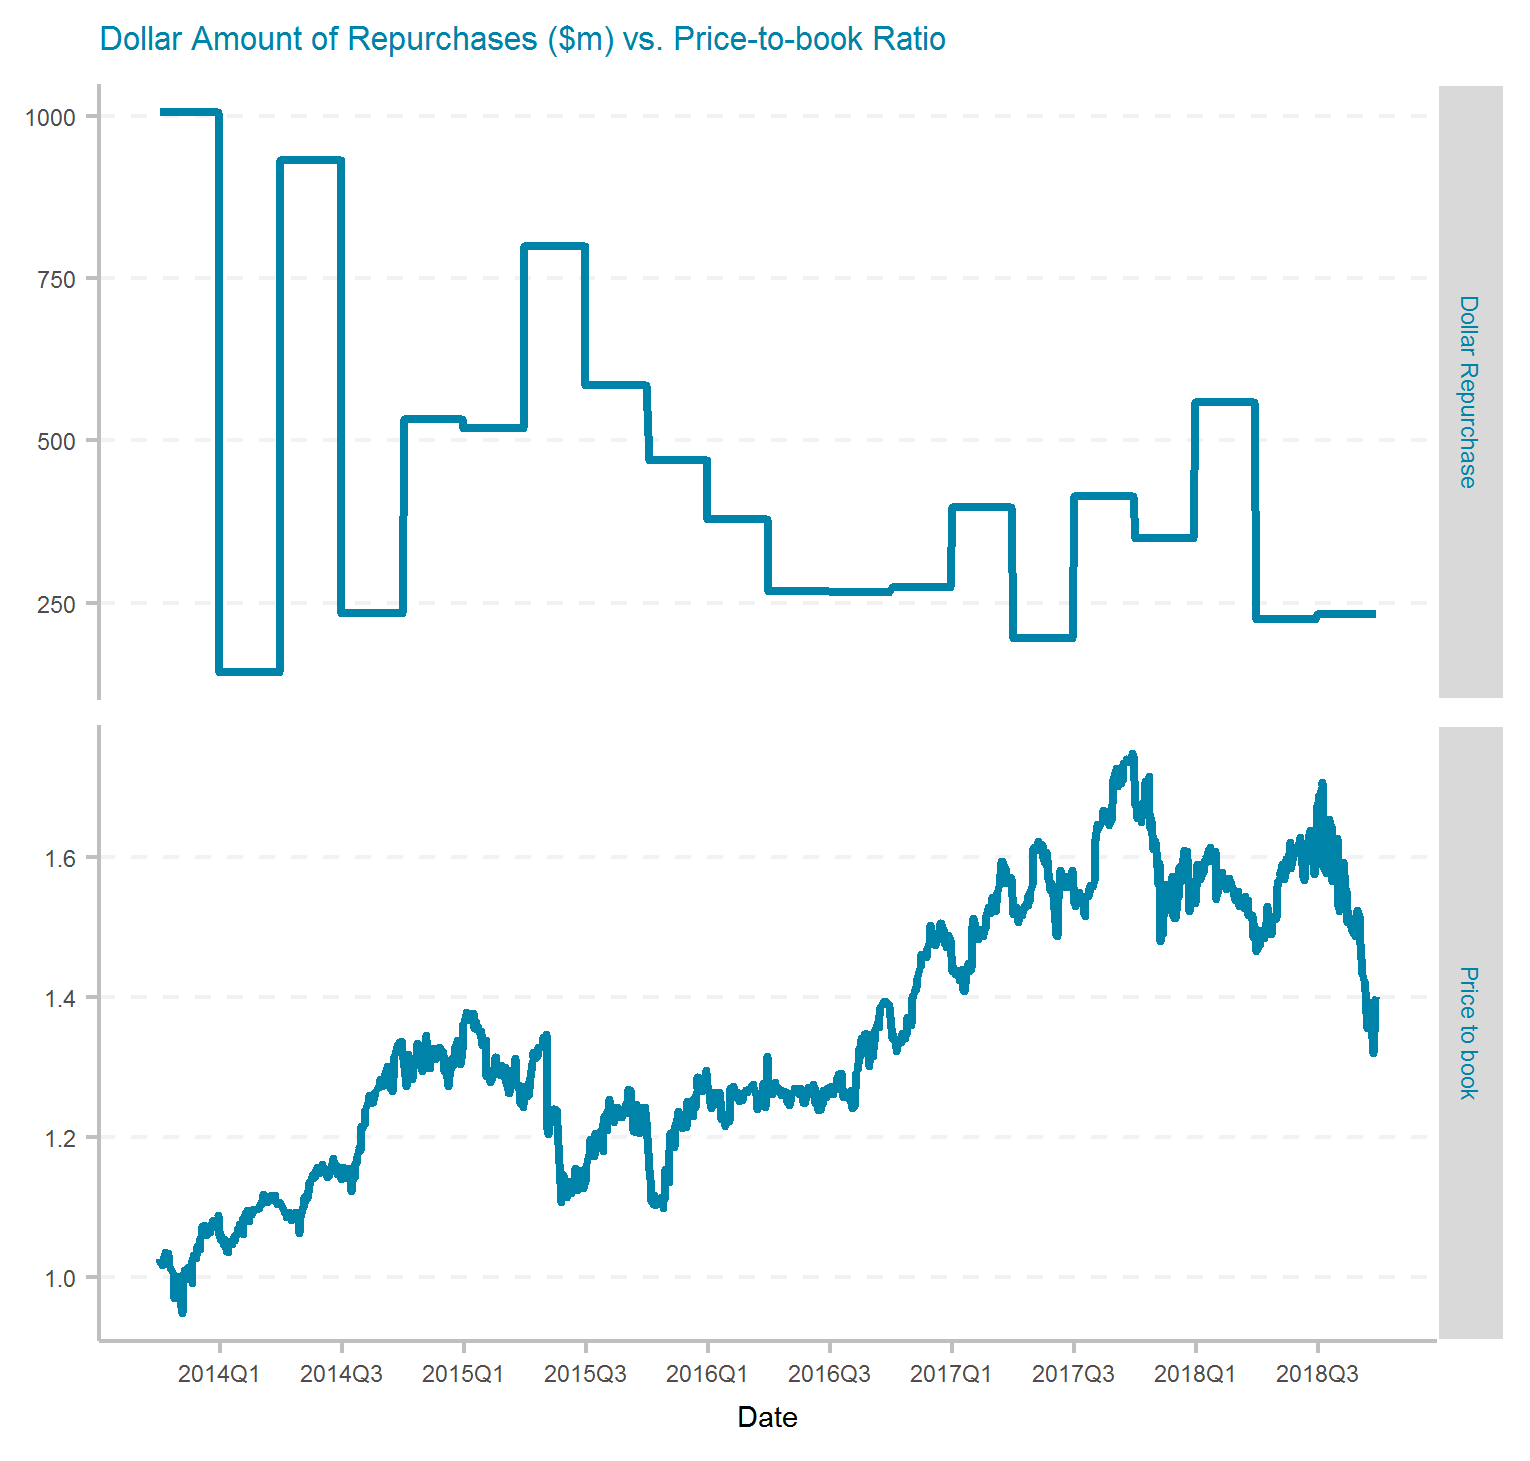 Dollar Amount of Repurchases ($m) vs. Price-to-book Ratio
1000
750
500
250
Dollar Repurchase
1.6
1.4
1.2
1.0
Price to book
2014Q1 2014Q3 2015Q1 2015Q3 2016Q1 2016Q3 2017Q1 2017Q3 2018Q1 2018Q3
Date